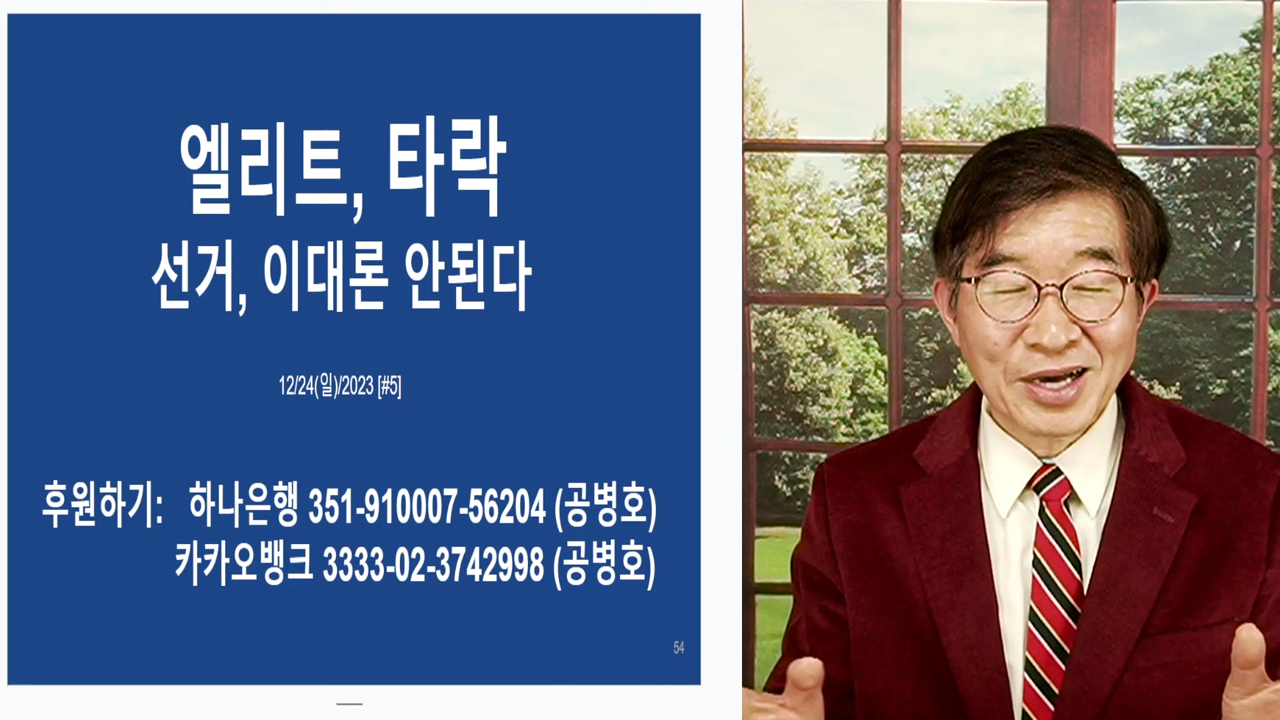 엘리트, 타락
선거, 이대론 안된다
12/24(일)/2023 [#5]
후원하기: 하나은행 351-910007-56204 (공병호)
카카오뱅크 3333-02-3742998 (공병호)
54